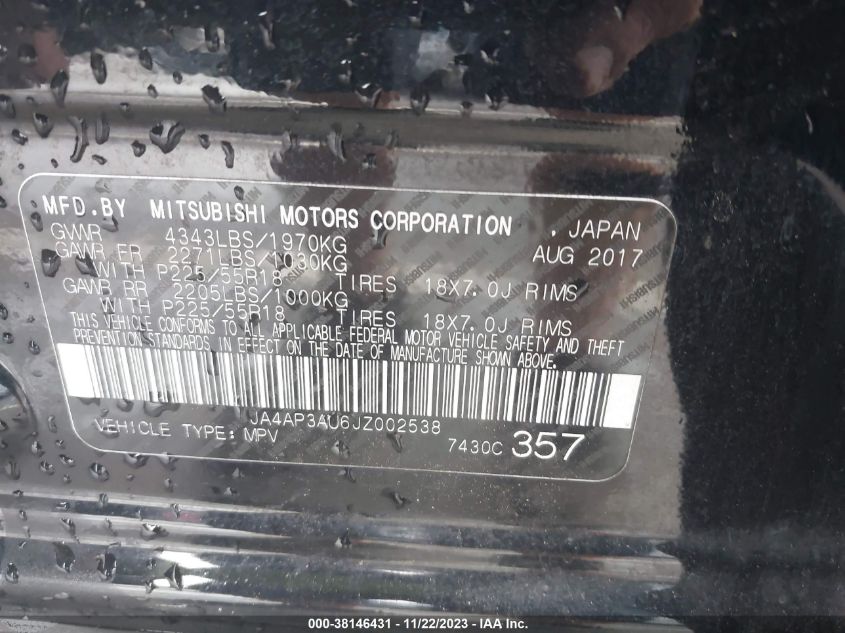 MFD.BY MITSUBISHI MOTORS CORPORATION , JAPAN
GVWR 4343LBS/1970KG AUG 2017
GAWR FR 2271LBS/1030KG
WITH P225/55R18 TIRES 18X7.0J RIMS
GAWR RR 2205LBS/1000KG
WITH P225/55R18 TIRES 18X7.0J RIMS
THIS VEHICLE CONFORMS TO ALL APPLICABLE FEDERAL MOTOR VEHICLE SAFETY AND THEFT
PREVENTION STANDARDS IN EFFECT ON THE DATE OF MANUFACTURE SHOWN ABOVE.
JA4AP3AU6JZ002538
VEHICLE TYPE: MPV 7430C 357
000-38146431 - 11/22/2023 - IAA Inc.